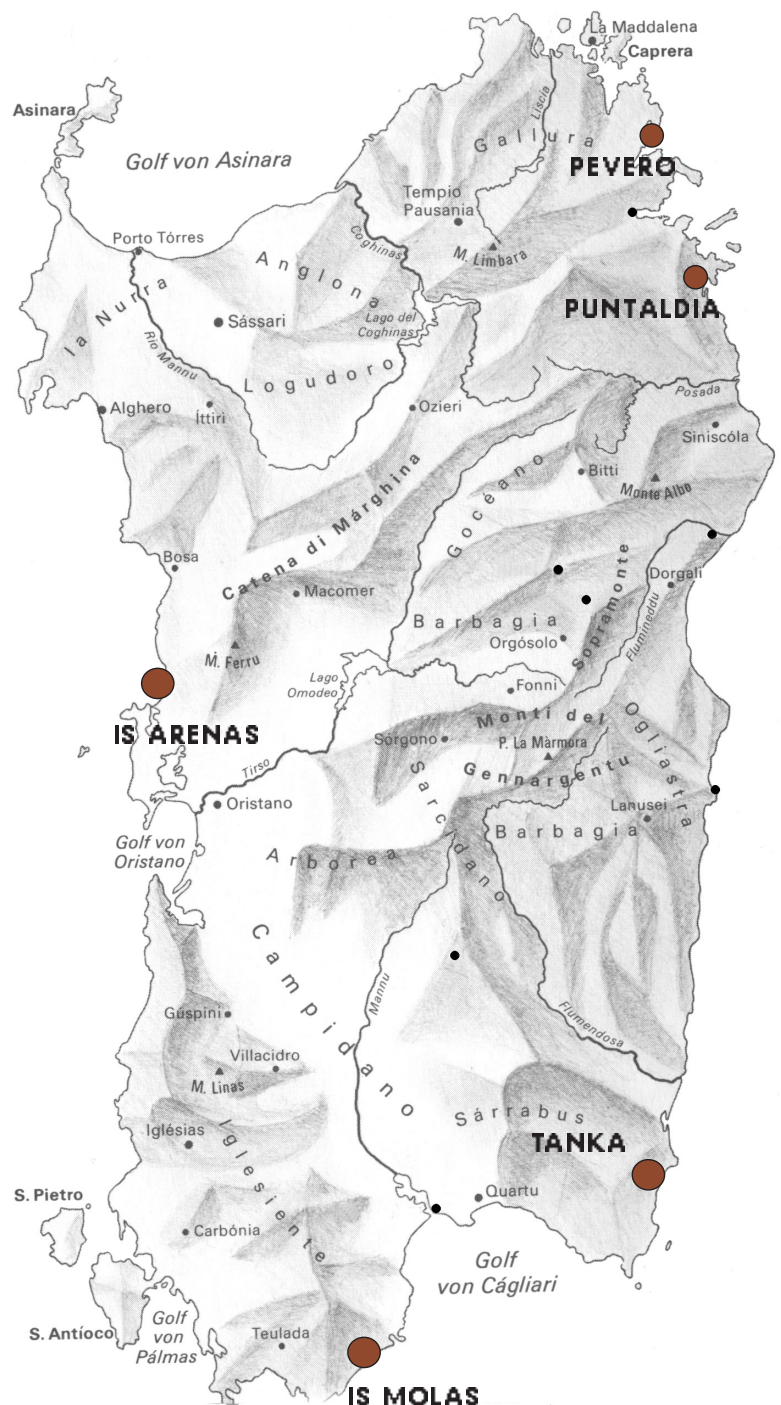 La Maddalena
Caprera
Asinara
Liscia
Gallura
Golf von Asinara
PEVERO
Tempio
Pausania
Porto Tórres
Coghinas
M. Limbara
Anglona
la Nurra
PUNTALDIA
Sássari
Lago del
Coghinas
Rio Mannu
Logudoro
Posada
Alghero
Íttiri
Ozieri
Siniscóla
Bitti
Monte Albo
Gocéano
Catena di Márghina
Bosa
Macomer
Dorgali
Barbagia
Sopramonte
Orgósolo
Flumineddu
M. Ferru
Lago
Omodeo
Fonni
IS ARENAS
Monti del
Ogliastra
Sórgono
P. La Màrmora
Gennargentu
Tirso
Sarcidano
Oristano
Lanusei
Barbagia
Golf von
Oristano
Arborea
Campidano
Mannu
Gúspini
Flumendosa
Villacidro
M. Linas
Sárrabus
Iglésias
Iglesiente
TANKA
S. Pietro
Quartu
Carbónia
Golf
von Cágliari
S. Antíoco
Golf
von
Pálmas
Teulada
IS MOLAS